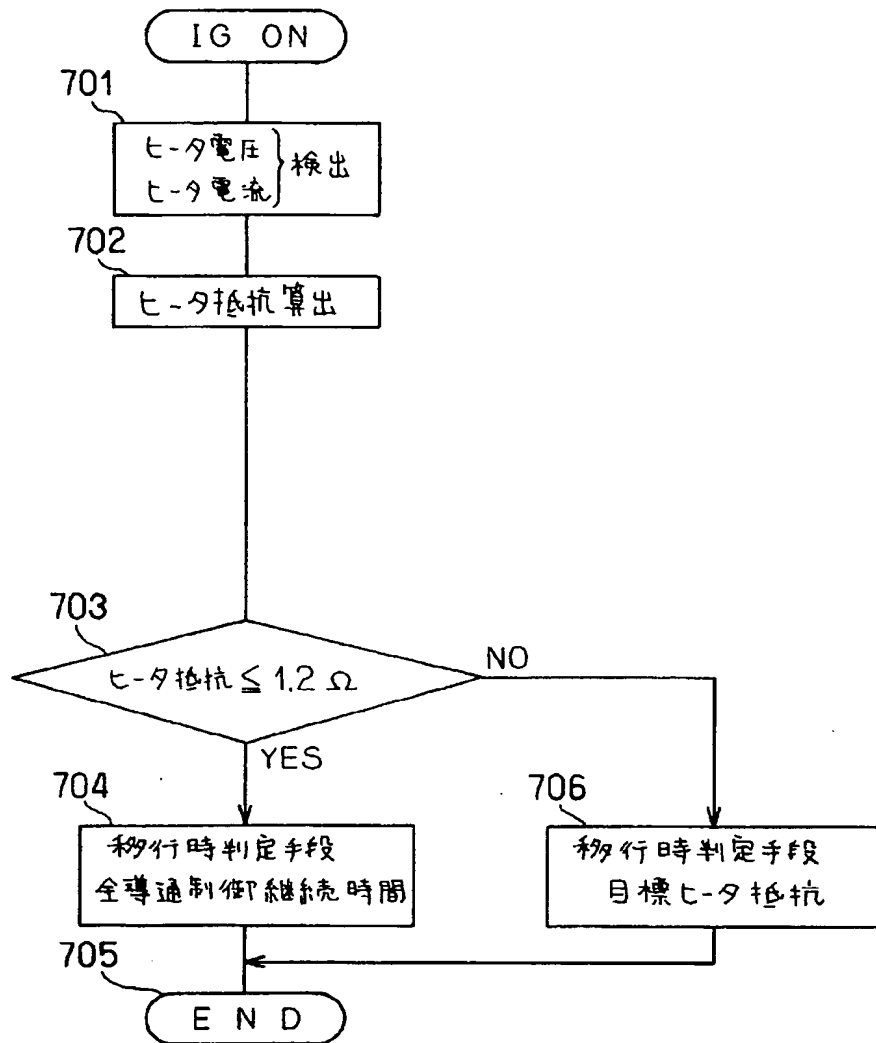 IG ON
701
ヒータ電圧
ヒータ電流
検出
702
ヒータ抵抗算出
703
ヒータ抵抗≦1.2Ω
NO
YES
704
移行時判定手段
全導通制御継続時間
706
移行時判定手段
目標ヒータ抵抗
705
END